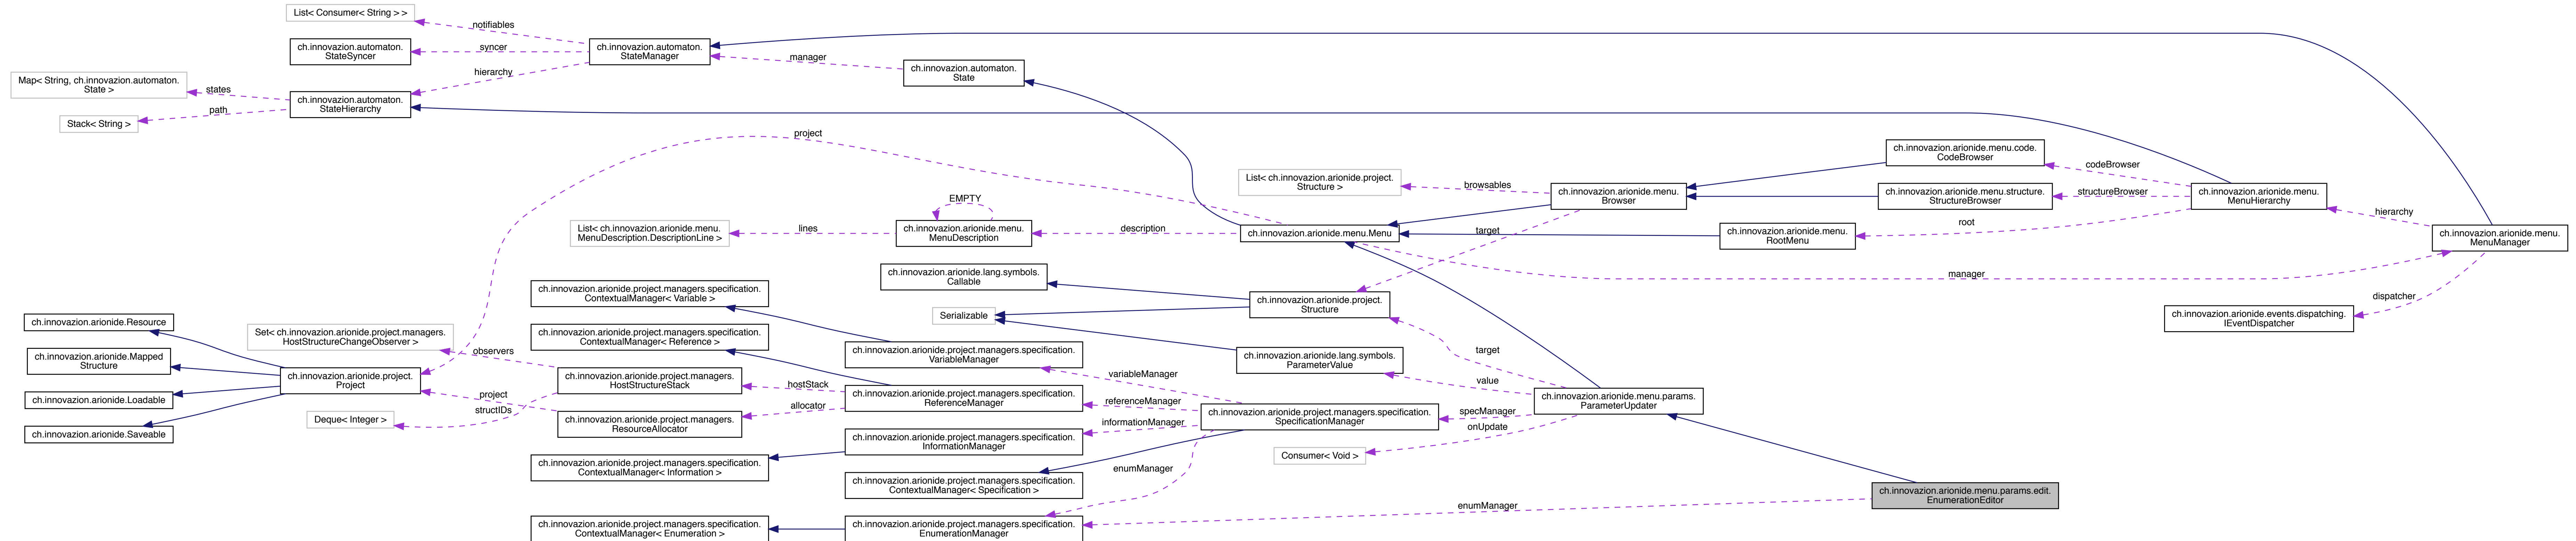 List< Consumer< String > >
notifiables
ch.innovazion.automaton.
StateSyncer
syncer
ch.innovazion.automaton.
StateManager
manager
ch.innovazion.automaton.
State
hierarchy
Map< String, ch.innovazion.automaton.
State >
states
ch.innovazion.automaton.
StateHierarchy
path
Stack< String >
project
ch.innovazion.arionide.menu.code.
CodeBrowser
codeBrowser
List< ch.innovazion.arionide.project.
Structure >
browsables
ch.innovazion.arionide.menu.
Browser
ch.innovazion.arionide.menu.structure.
StructureBrowser
structureBrowser
ch.innovazion.arionide.menu.
MenuHierarchy
hierarchy
EMPTY
List< ch.innovazion.arionide.menu.
MenuDescription.DescriptionLine >
lines
ch.innovazion.arionide.menu.
MenuDescription
description
ch.innovazion.arionide.menu.Menu
target
ch.innovazion.arionide.menu.
RootMenu
root
ch.innovazion.arionide.menu.
MenuManager
manager
ch.innovazion.arionide.lang.symbols.
Callable
ch.innovazion.arionide.project.managers.specification.
ContextualManager< Variable >
ch.innovazion.arionide.project.
Structure
dispatcher
Serializable
ch.innovazion.arionide.events.dispatching.
IEventDispatcher
ch.innovazion.arionide.Resource
Set< ch.innovazion.arionide.project.managers.
HostStructureChangeObserver >
ch.innovazion.arionide.project.managers.specification.
ContextualManager< Reference >
observers
ch.innovazion.arionide.project.managers.specification.
VariableManager
target
ch.innovazion.arionide.lang.symbols.
ParameterValue
ch.innovazion.arionide.Mapped
Structure
ch.innovazion.arionide.project.
Project
ch.innovazion.arionide.project.managers.
HostStructureStack
hostStack
variableManager
value
ch.innovazion.arionide.Loadable
project
structIDs
allocator
ch.innovazion.arionide.project.managers.specification.
ReferenceManager
referenceManager
ch.innovazion.arionide.menu.params.
ParameterUpdater
specManager
onUpdate
ch.innovazion.arionide.project.managers.specification.
SpecificationManager
Deque< Integer >
ch.innovazion.arionide.project.managers.
ResourceAllocator
informationManager
ch.innovazion.arionide.Saveable
ch.innovazion.arionide.project.managers.specification.
InformationManager
Consumer< Void >
ch.innovazion.arionide.project.managers.specification.
ContextualManager< Information >
enumManager
ch.innovazion.arionide.project.managers.specification.
ContextualManager< Specification >
ch.innovazion.arionide.menu.params.edit.
EnumerationEditor
enumManager
ch.innovazion.arionide.project.managers.specification.
ContextualManager< Enumeration >
ch.innovazion.arionide.project.managers.specification.
EnumerationManager